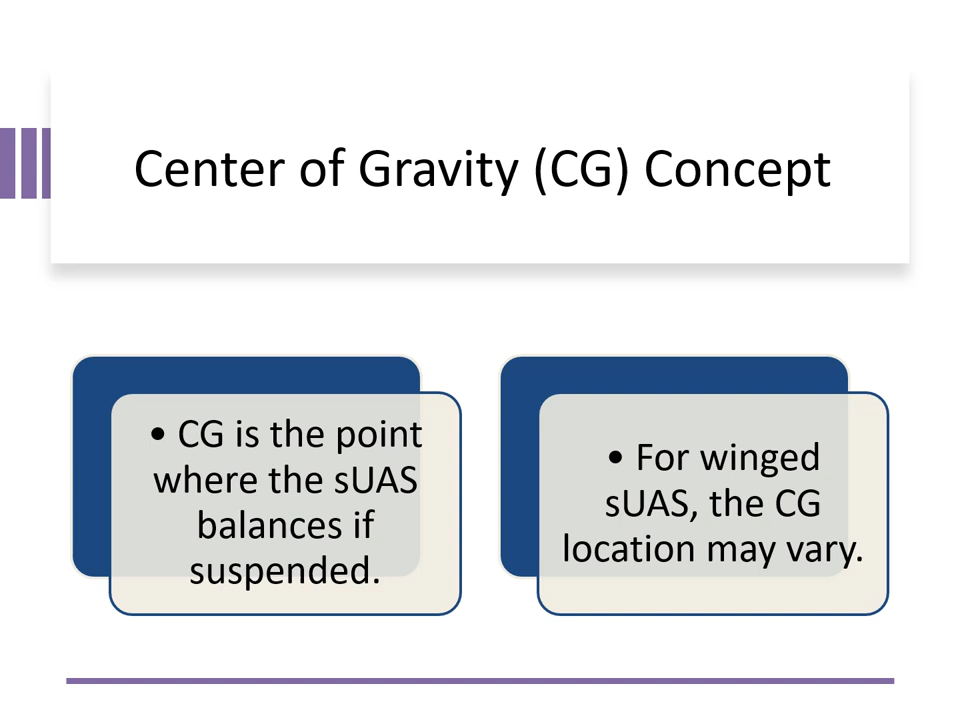 Center of Gravity (CG) Concept
• CG is the point
where the sUAS
balances if
suspended.
• For winged
sUAS, the CG
location may vary.